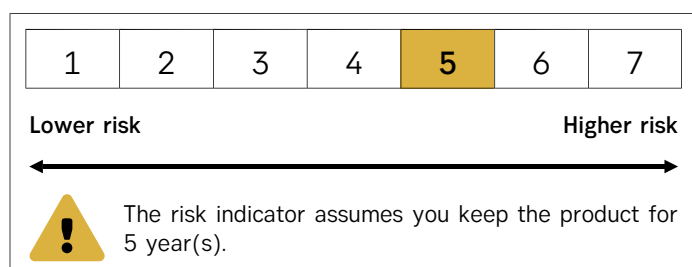 1 2 3 4 5 6 7
Lower risk Higher risk
The risk indicator assumes you keep the product for
5 year(s).